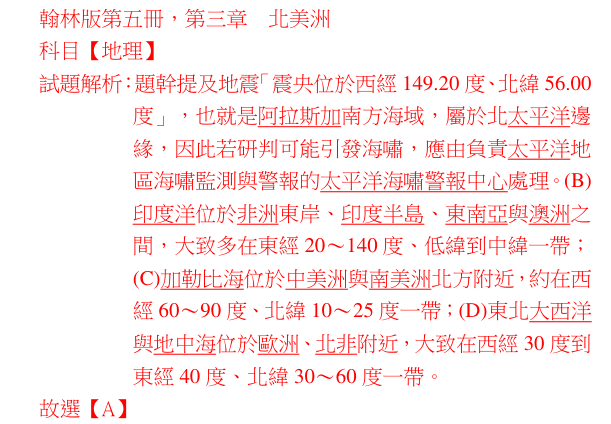 翰林版第五冊，第三章　北美洲
科目【地理】
試題解析：題幹提及地震「震央位於西經 149.20 度、北緯 56.00
度」，也就是阿拉斯加南方海域，屬於北太平洋邊
緣，因此若研判可能引發海嘯，應由負責太平洋地
區海嘯監測與警報的太平洋海嘯警報中心處理。(B)
印度洋位於非洲東岸、印度半島、東南亞與澳洲之
間，大致多在東經 20～140 度、低緯到中緯一帶；
(C)加勒比海位於中美洲與南美洲北方附近，約在西
經 60～90 度、北緯 10～25 度一帶；(D)東北大西洋
與地中海位於歐洲、北非附近，大致在西經 30 度到
東經 40 度、北緯 30～60 度一帶。
故選【A】